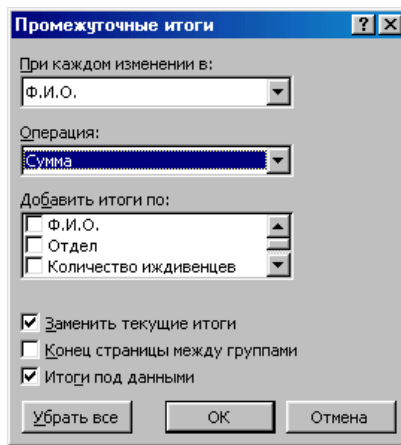 Промежуточные итоги
При каждом изменении в:
Ф.И.О.
Операция:
Сумма
Добавить итоги по:
Ф.И.О.
Отдел
Количество иждивенцев
Заменить текущие итоги
Конец страницы между группами
Итоги под данными
Убрать все ОК Отмена